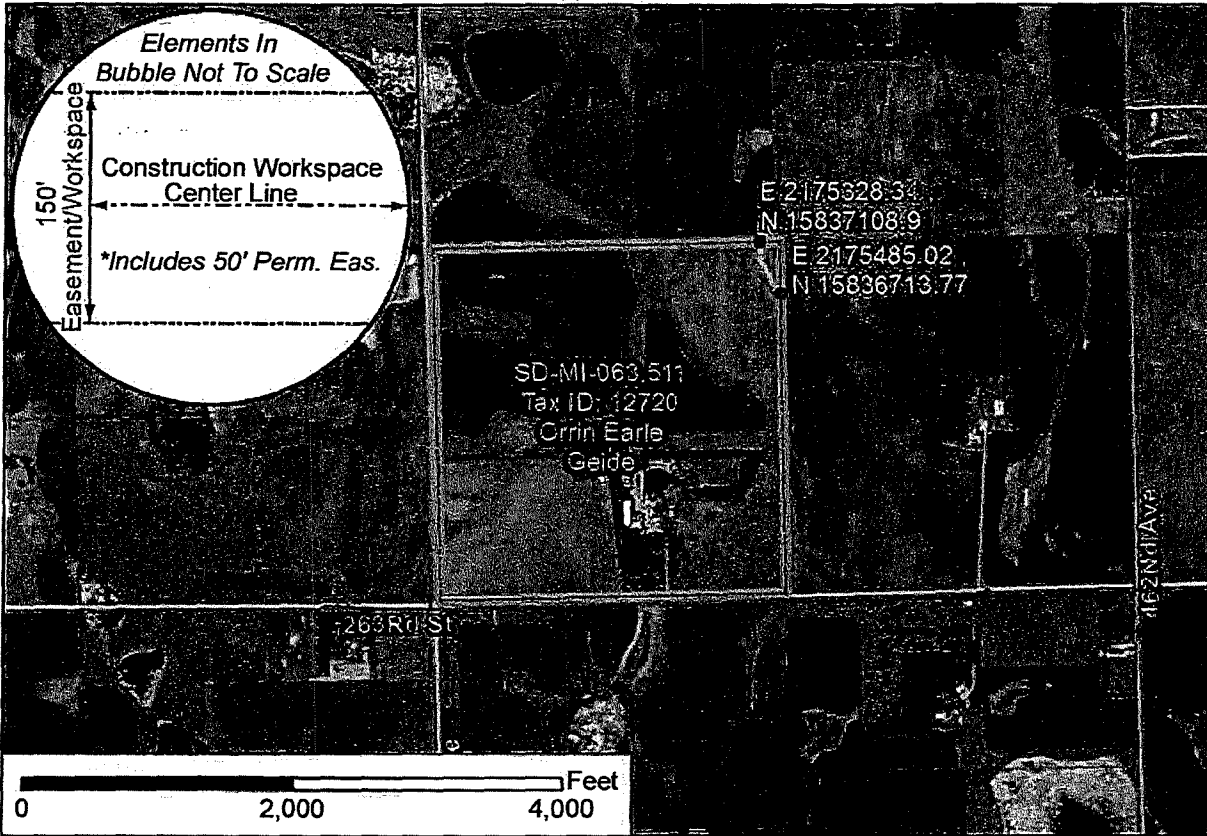 Elements In
Bubble Not To Scale
150'
Easement/Workspace
Construction Workspace
Center Line
*Includes 50' Perm. Eas.
E 2175328.34
N 15837108.9
E 2175485.02
N 15836713.77
SD-MI-063.511
Tax ID: 12720
Orrin Earle
Geide
263Rd St
462Nd Ave
e
Feet
0 2,000 4,000